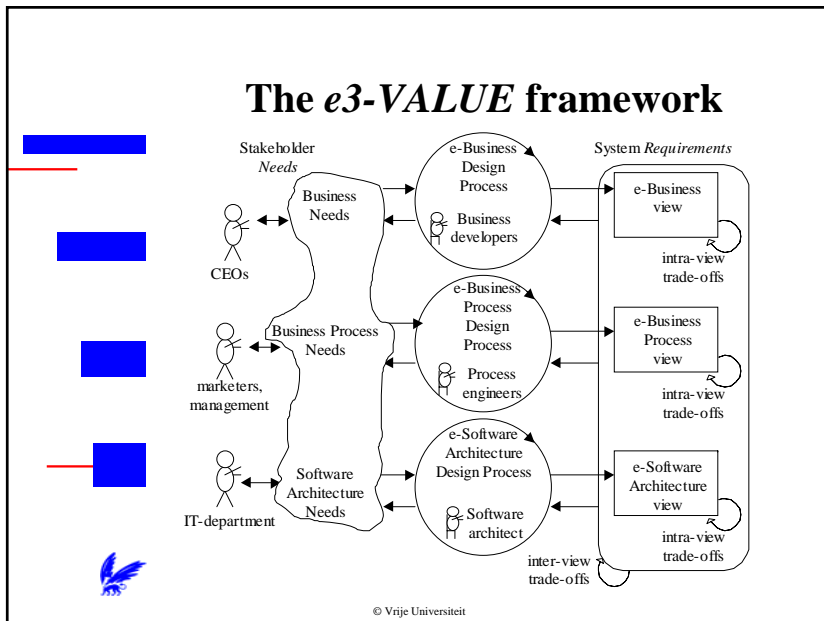 The e3-VALUE framework
Stakeholder
Needs
System Requirements
Business
Needs
e-Business
Design
Process
Business
developers
e-Business
view
intra-view
trade-offs
CEOs
Business Process
Needs
e-Business
Process
Design
Process
Process
engineers
e-Business
Process
view
intra-view
trade-offs
marketers,
management
Software
Architecture
Needs
e-Software
Architecture
Design Process
Software
architect
e-Software
Architecture
view
intra-view
trade-offs
IT-department
inter-view
trade-offs
© Vrije Universiteit